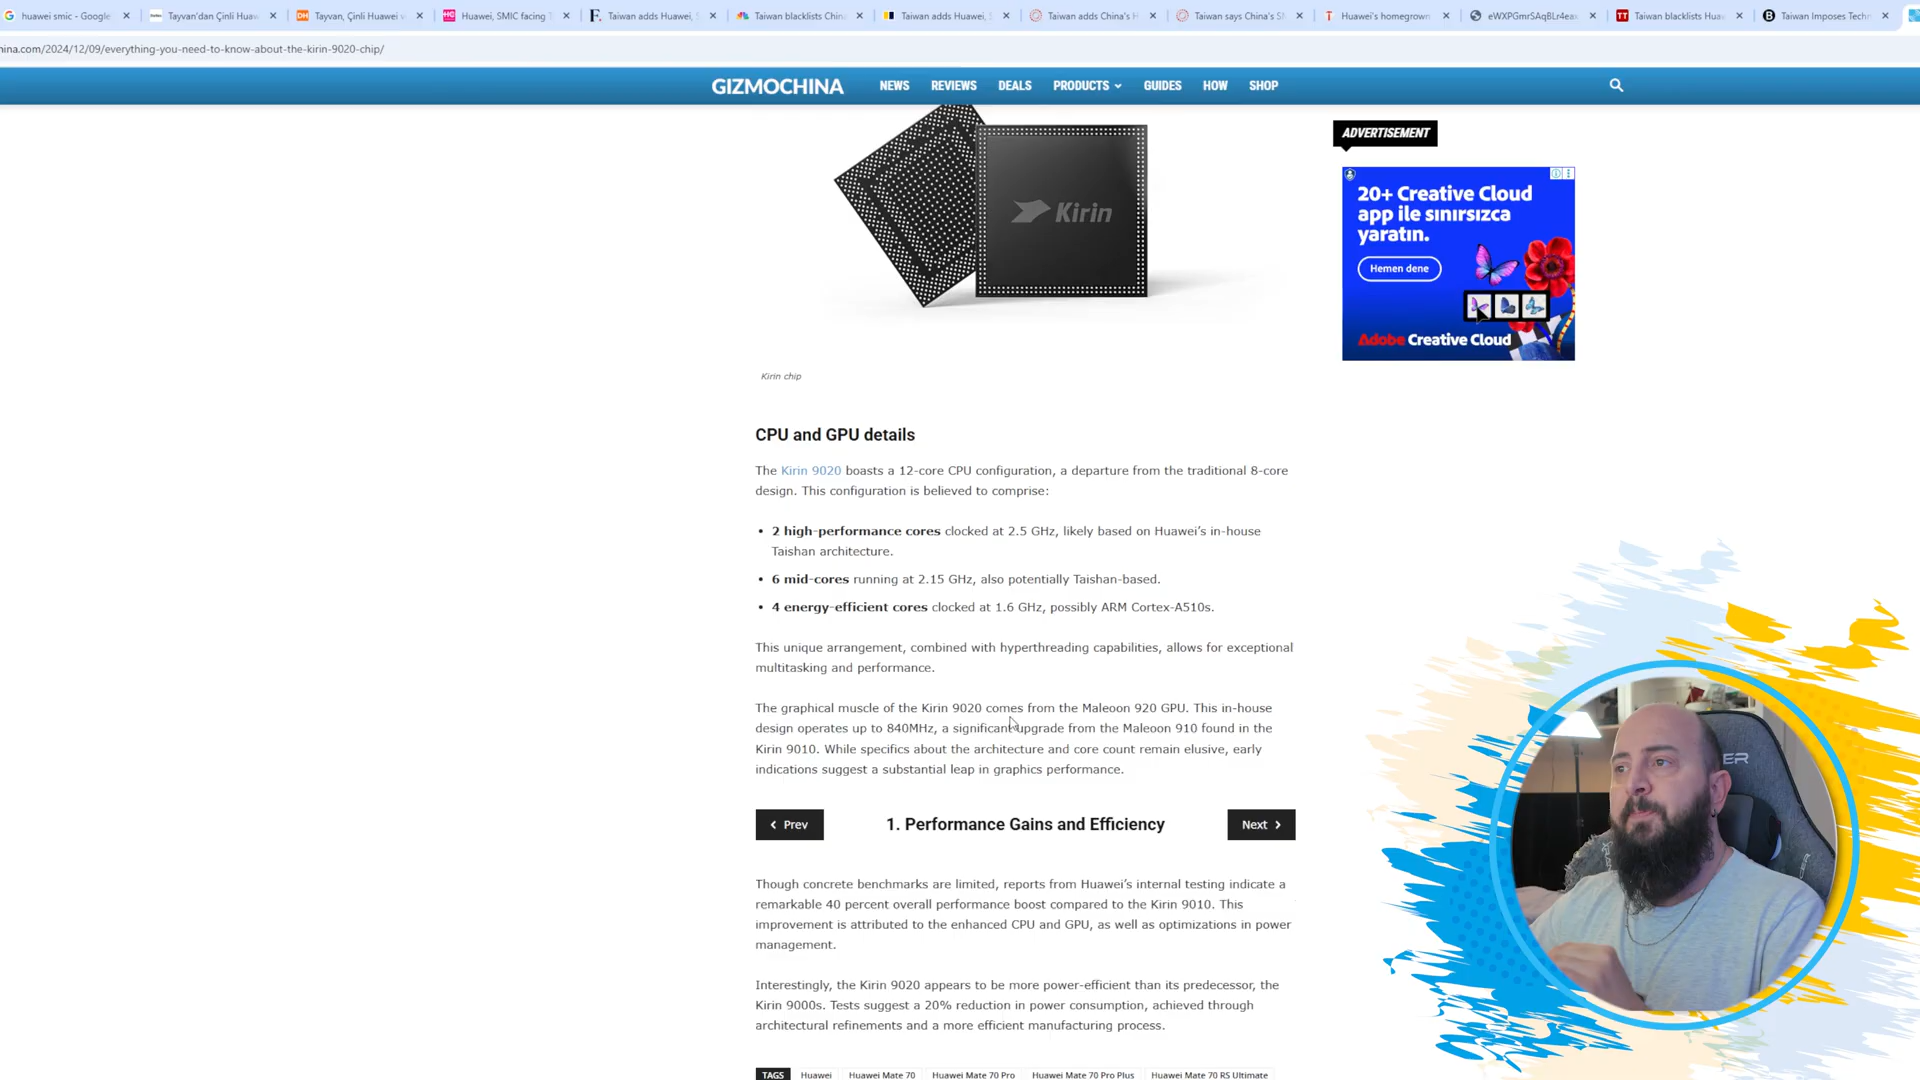 huawei smic - Google
Tayvan'dan Çinli Huaw
Tayvan, Çinli Huawei v
Huawei, SMIC facing T
Taiwan adds Huawei, S
Taiwan blacklists China
Taiwan adds Huawei, S
Taiwan adds China's H
Taiwan says China's SM
Huawei's homegrown
eWXPGmrSAqBLr4eax
Taiwan blacklists Huaw
Taiwan Imposes Techn
hina.com/2024/12/09/everything-you-need-to-know-about-the-kirin-9020-chip/
GIZMOCHINA NEWS REVIEWS DEALS PRODUCTS GUIDES HOW SHOP
Kirin
ADVERTISEMENT
20+ Creative Cloud
app ile sınırsızca
yaratın.
Hemen dene
Adobe Creative Cloud
Kirin chip
CPU and GPU details
The Kirin 9020 boasts a 12-core CPU configuration, a departure from the traditional 8-core
design. This configuration is believed to comprise:
• 2 high-performance cores clocked at 2.5 GHz, likely based on Huawei's in-house
Taishan architecture.
• 6 mid-cores running at 2.15 GHz, also potentially Taishan-based.
• 4 energy-efficient cores clocked at 1.6 GHz, possibly ARM Cortex-A510s.
This unique arrangement, combined with hyperthreading capabilities, allows for exceptional
multitasking and performance.
The graphical muscle of the Kirin 9020 comes from the Maleoon 920 GPU. This in-house
design operates up to 840MHz, a significant upgrade from the Maleoon 910 found in the
Kirin 9010. While specifics about the architecture and core count remain elusive, early
indications suggest a substantial leap in graphics performance.
Prev 1. Performance Gains and Efficiency Next
Though concrete benchmarks are limited, reports from Huawei's internal testing indicate a
remarkable 40 percent overall performance boost compared to the Kirin 9010. This
improvement is attributed to the enhanced CPU and GPU, as well as optimizations in power
management.
Interestingly, the Kirin 9020 appears to be more power-efficient than its predecessor, the
Kirin 9000s. Tests suggest a 20% reduction in power consumption, achieved through
architectural refinements and a more efficient manufacturing process.
TAGS Huawei Huawei Mate 70 Huawei Mate 70 Pro Huawei Mate 70 Pro Plus Huawei Mate 70 RS Ultimate